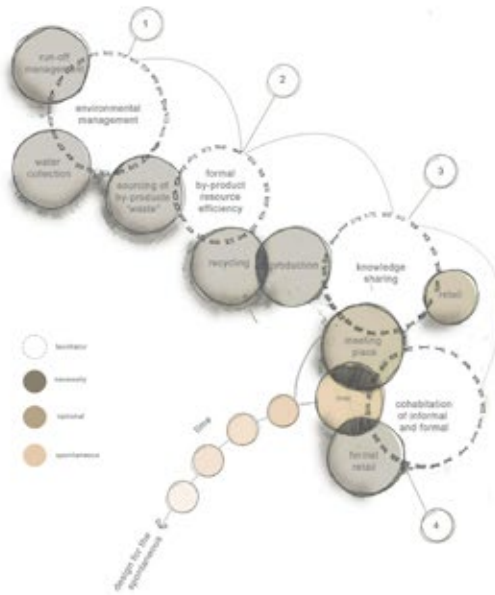 1
run-off
management
environmental
management
2
water
collection
sourcing of
by-products
"waste"
formal
by-product
resource
efficiency
3
recycling
production
knowledge
sharing
retail
meeting
place
necessity
optional
spontaneous
time
cohabitation
of informal
and formal
formal
retail
4
design for the
spontaneous